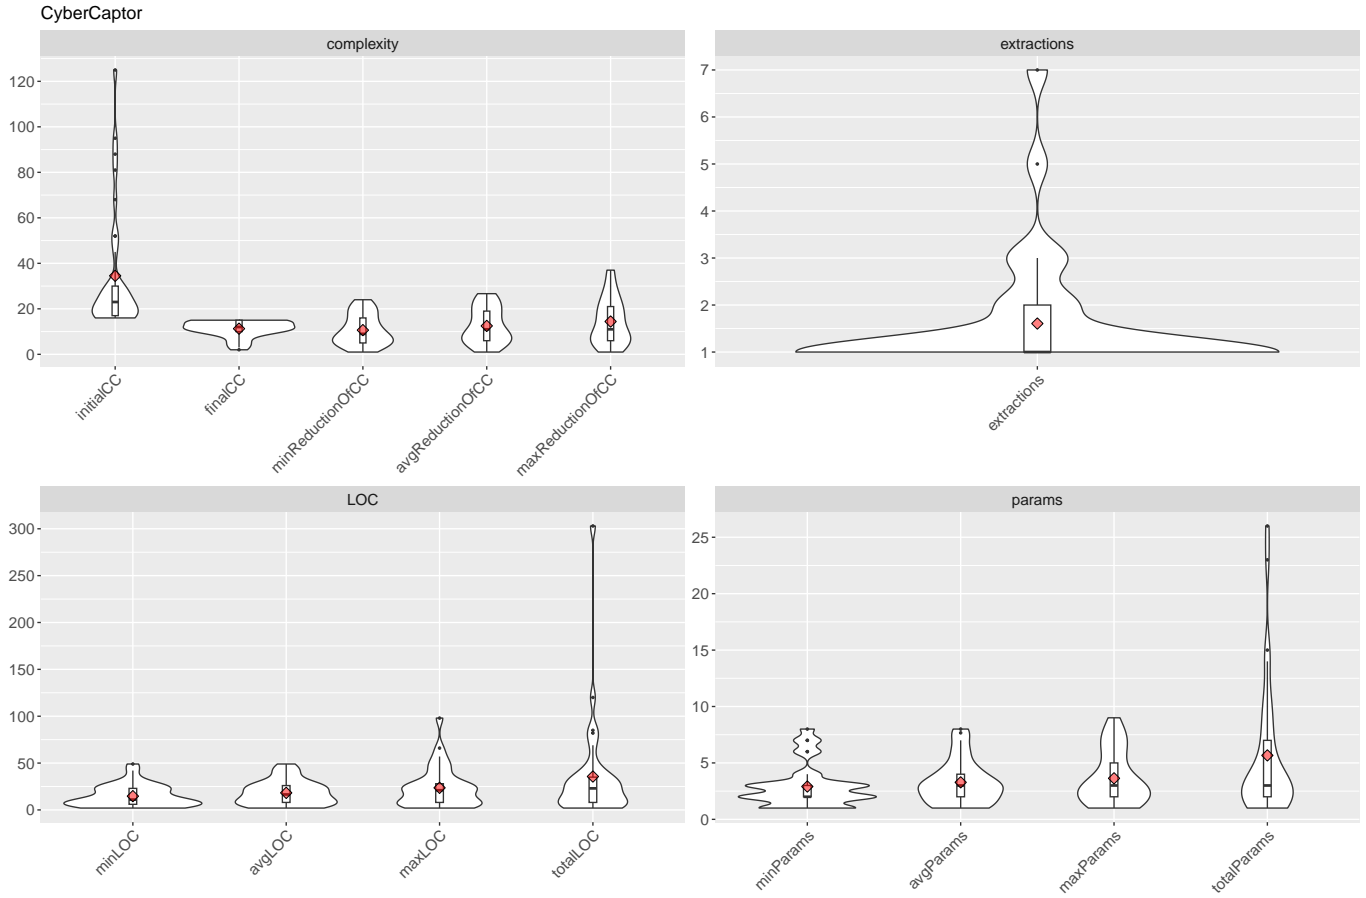 CyberCaptor
complexity
extractions
120
100
80
60
40
20
0
initialCC
finalCC
minReductionOfCC
avgReductionOfCC
maxReductionOfCC
7
6
5
4
3
2
1
extractions
LOC
params
300
250
200
150
100
50
0
minLOC
avgLOC
maxLOC
totalLOC
25
20
15
10
5
0
minParams
avgParams
maxParams
totalParams